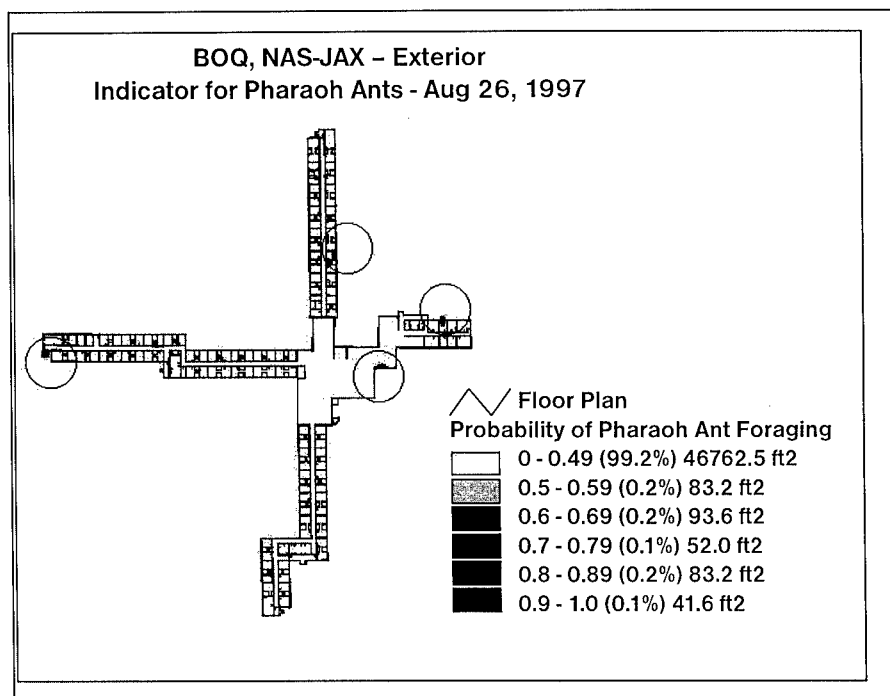 BOQ, NAS-JAX – Exterior
Indicator for Pharaoh Ants - Aug 26, 1997
Floor Plan
Probability of Pharaoh Ant Foraging
0 - 0.49 (99.2%) 46762.5 ft2
0.5 - 0.59 (0.2%) 83.2 ft2
0.6 - 0.69 (0.2%) 93.6 ft2
0.7 - 0.79 (0.1%) 52.0 ft2
0.8 - 0.89 (0.2%) 83.2 ft2
0.9 - 1.0 (0.1%) 41.6 ft2